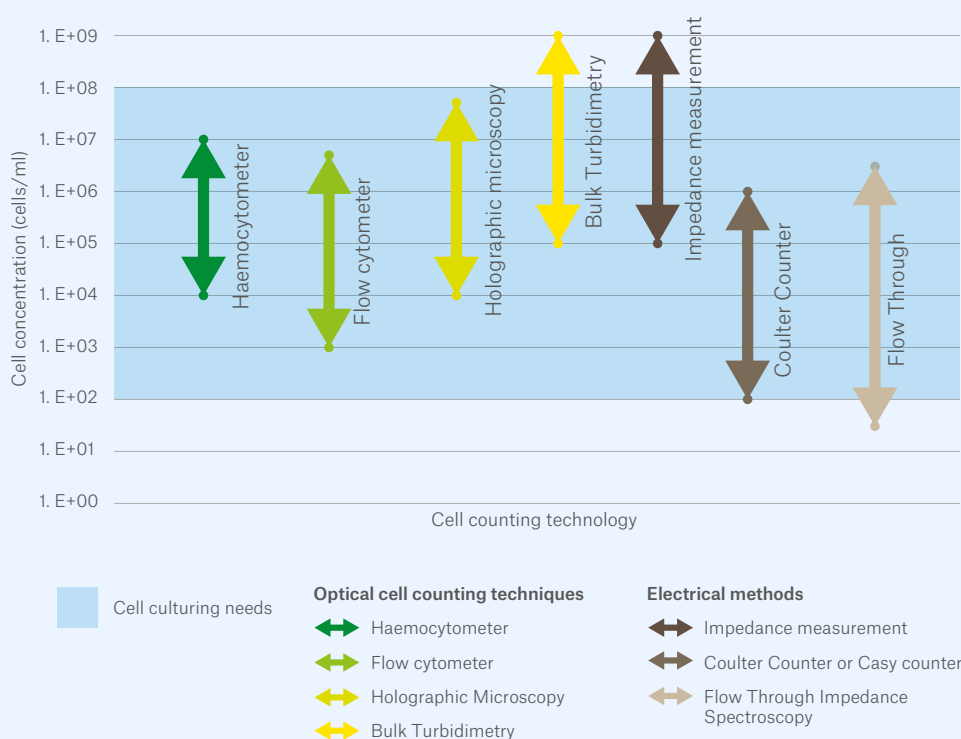 1. E+09
1. E+08
1. E+07
1. E+06
1. E+05
1. E+04
1. E+03
1. E+02
1. E+01
1. E+00
Cell concentration (cells/ml)
Haemocytometer
Flow cytometer
Holographic microscopy
Bulk Turbidimetry
Impedance measurement
Coulter Counter
Flow Through
Cell counting technology
Cell culturing needs
Optical cell counting techniques
Haemocytometer
Flow cytometer
Holographic Microscopy
Bulk Turbidimetry
Electrical methods
Impedance measurement
Coulter Counter or Casy counter
Flow Through Impedance
Spectroscopy